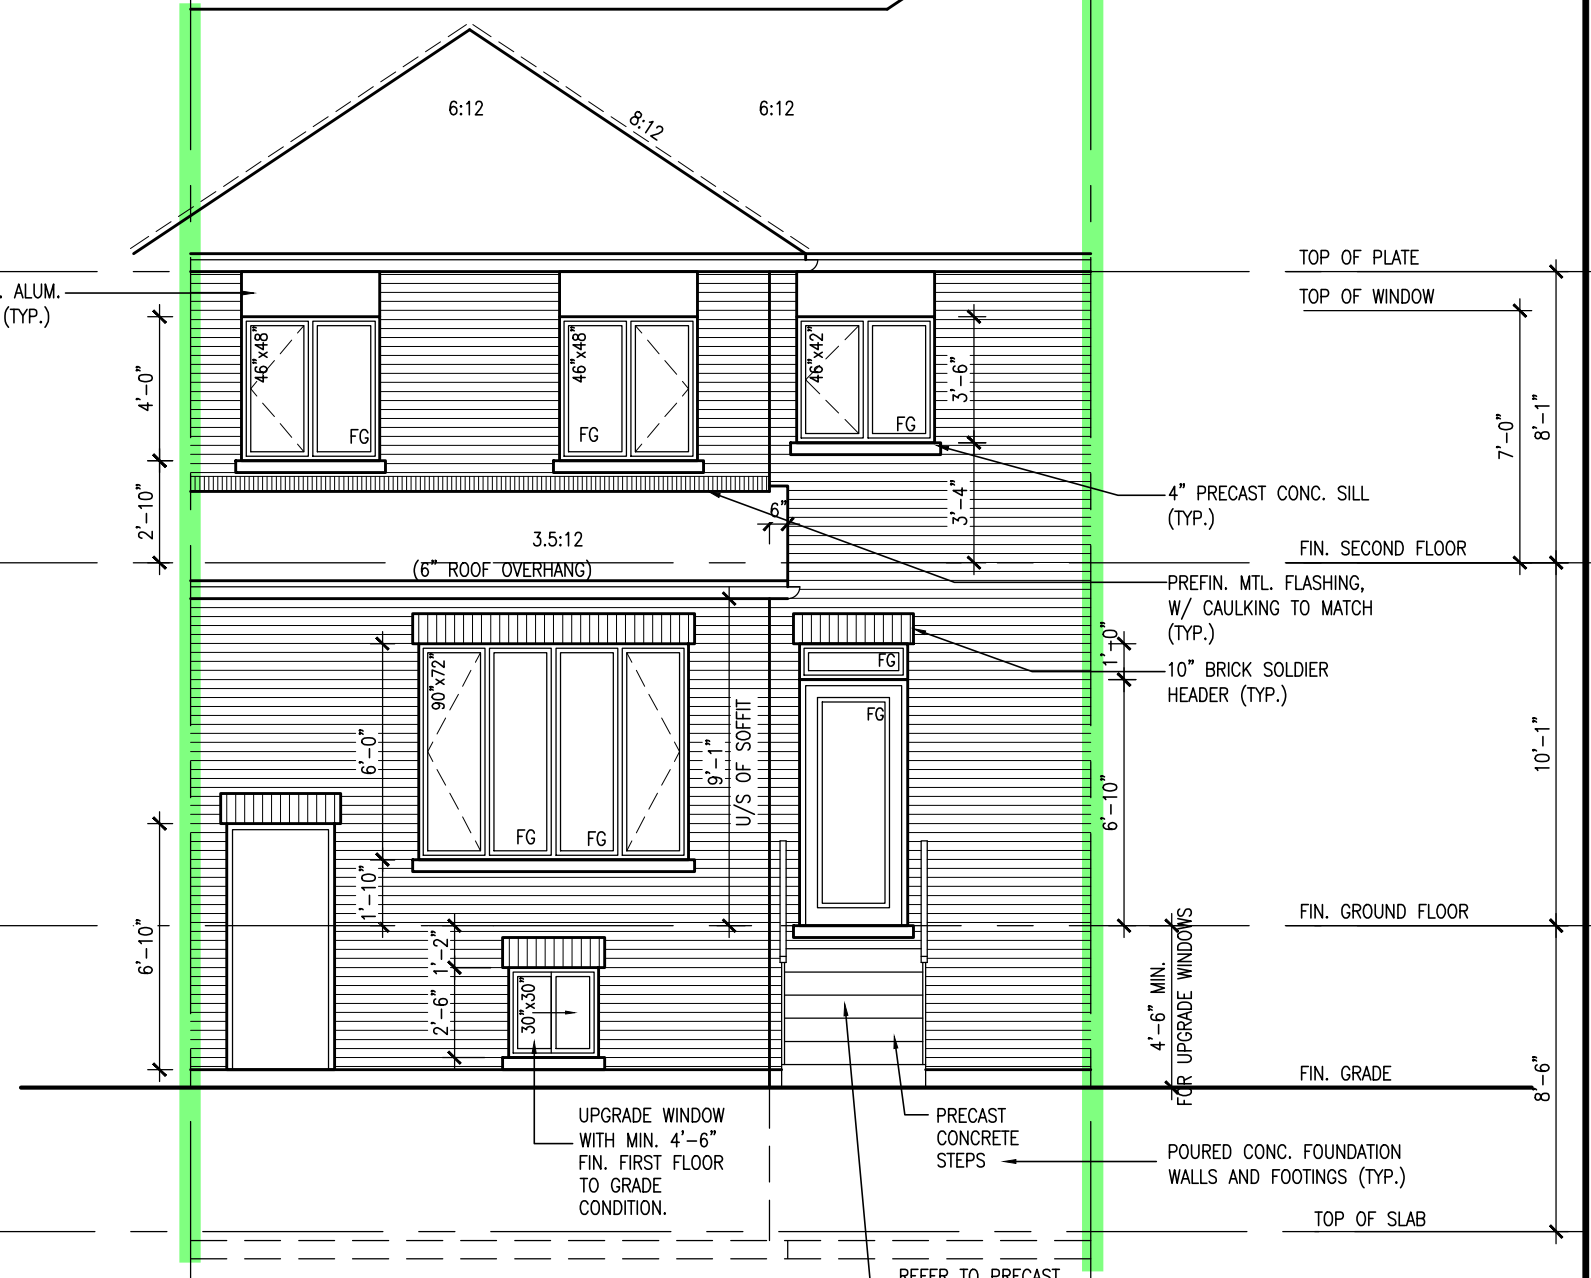 6:12
8:12
6:12
TOP OF PLATE
. ALUM.
(TYP.)
TOP OF WINDOW
46"x48"
46"x48"
46"x42"
4'-0"
3'-6"
7'-0"
8'-1"
FG
FG
FG
2'-10"
6"
3'-4"
4" PRECAST CONC. SILL
(TYP.)
3.5:12
(6" ROOF OVERHANG)
FIN. SECOND FLOOR
PREFIN. MTL. FLASHING,
W/ CAULKING TO MATCH
(TYP.)
1'-0"
10" BRICK SOLDIER
HEADER (TYP.)
90"x72"
FG
FG
6'-0"
9'-1"
U/S OF SOFFIT
10'-1"
6'-10"
FG
FG
1'-10"
FIN. GROUND FLOOR
6'-10"
1'-2"
2'-6"
30"x30"
4'-6" MIN.
FOR UPGRADE WINDOWS
FIN. GRADE
8'-6"
UPGRADE WINDOW
WITH MIN. 4'-6"
FIN. FIRST FLOOR
TO GRADE
CONDITION.
PRECAST
CONCRETE
STEPS
POURED CONC. FOUNDATION
WALLS AND FOOTINGS (TYP.)
TOP OF SLAB
REFER TO PRECAST